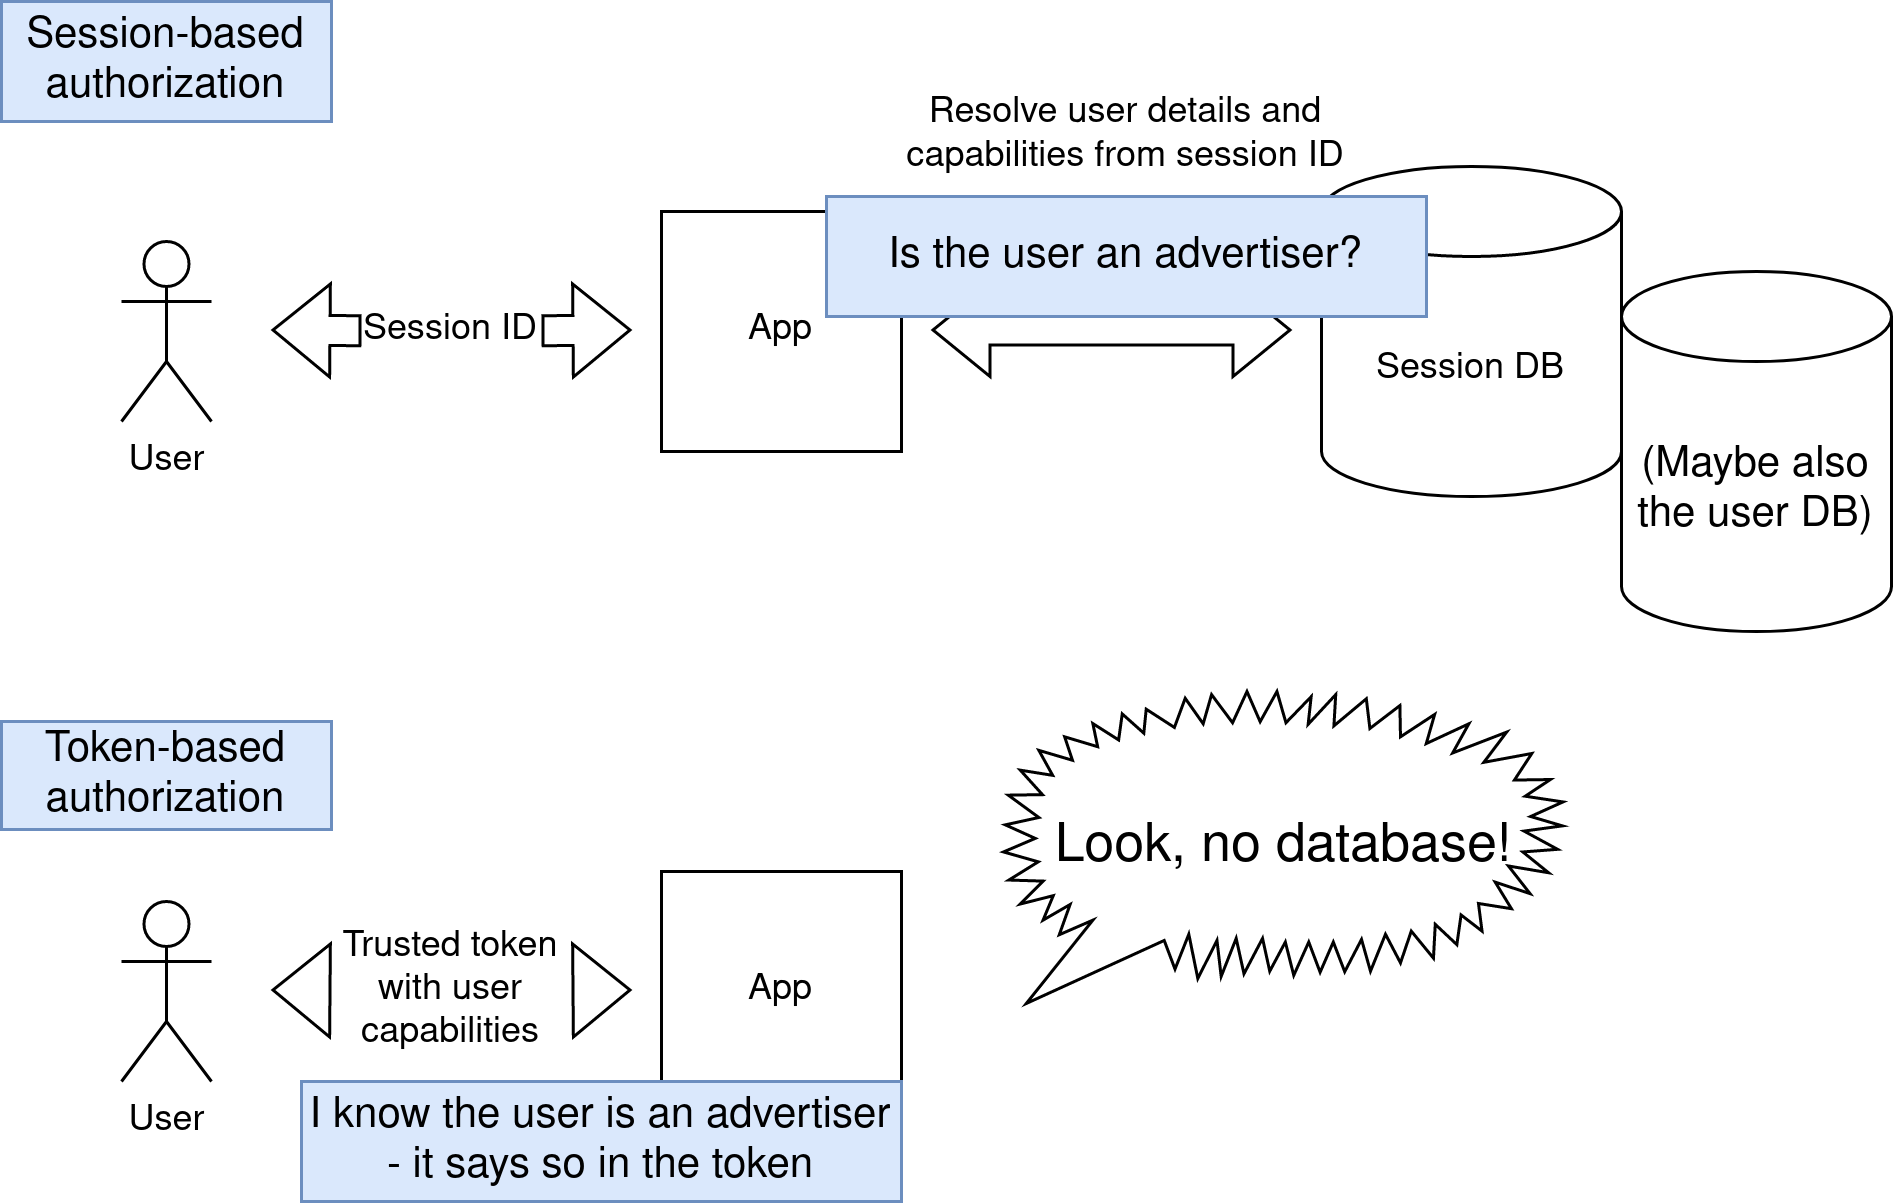 Session-based
authorization
Resolve user details and
capabilities from session ID
Is the user an advertiser?
Session ID
App
Session DB
User
(Maybe also
the user DB)
Token-based
authorization
Look, no database!
Trusted token
with user
capabilities
App
User
I know the user is an advertiser
- it says so in the token